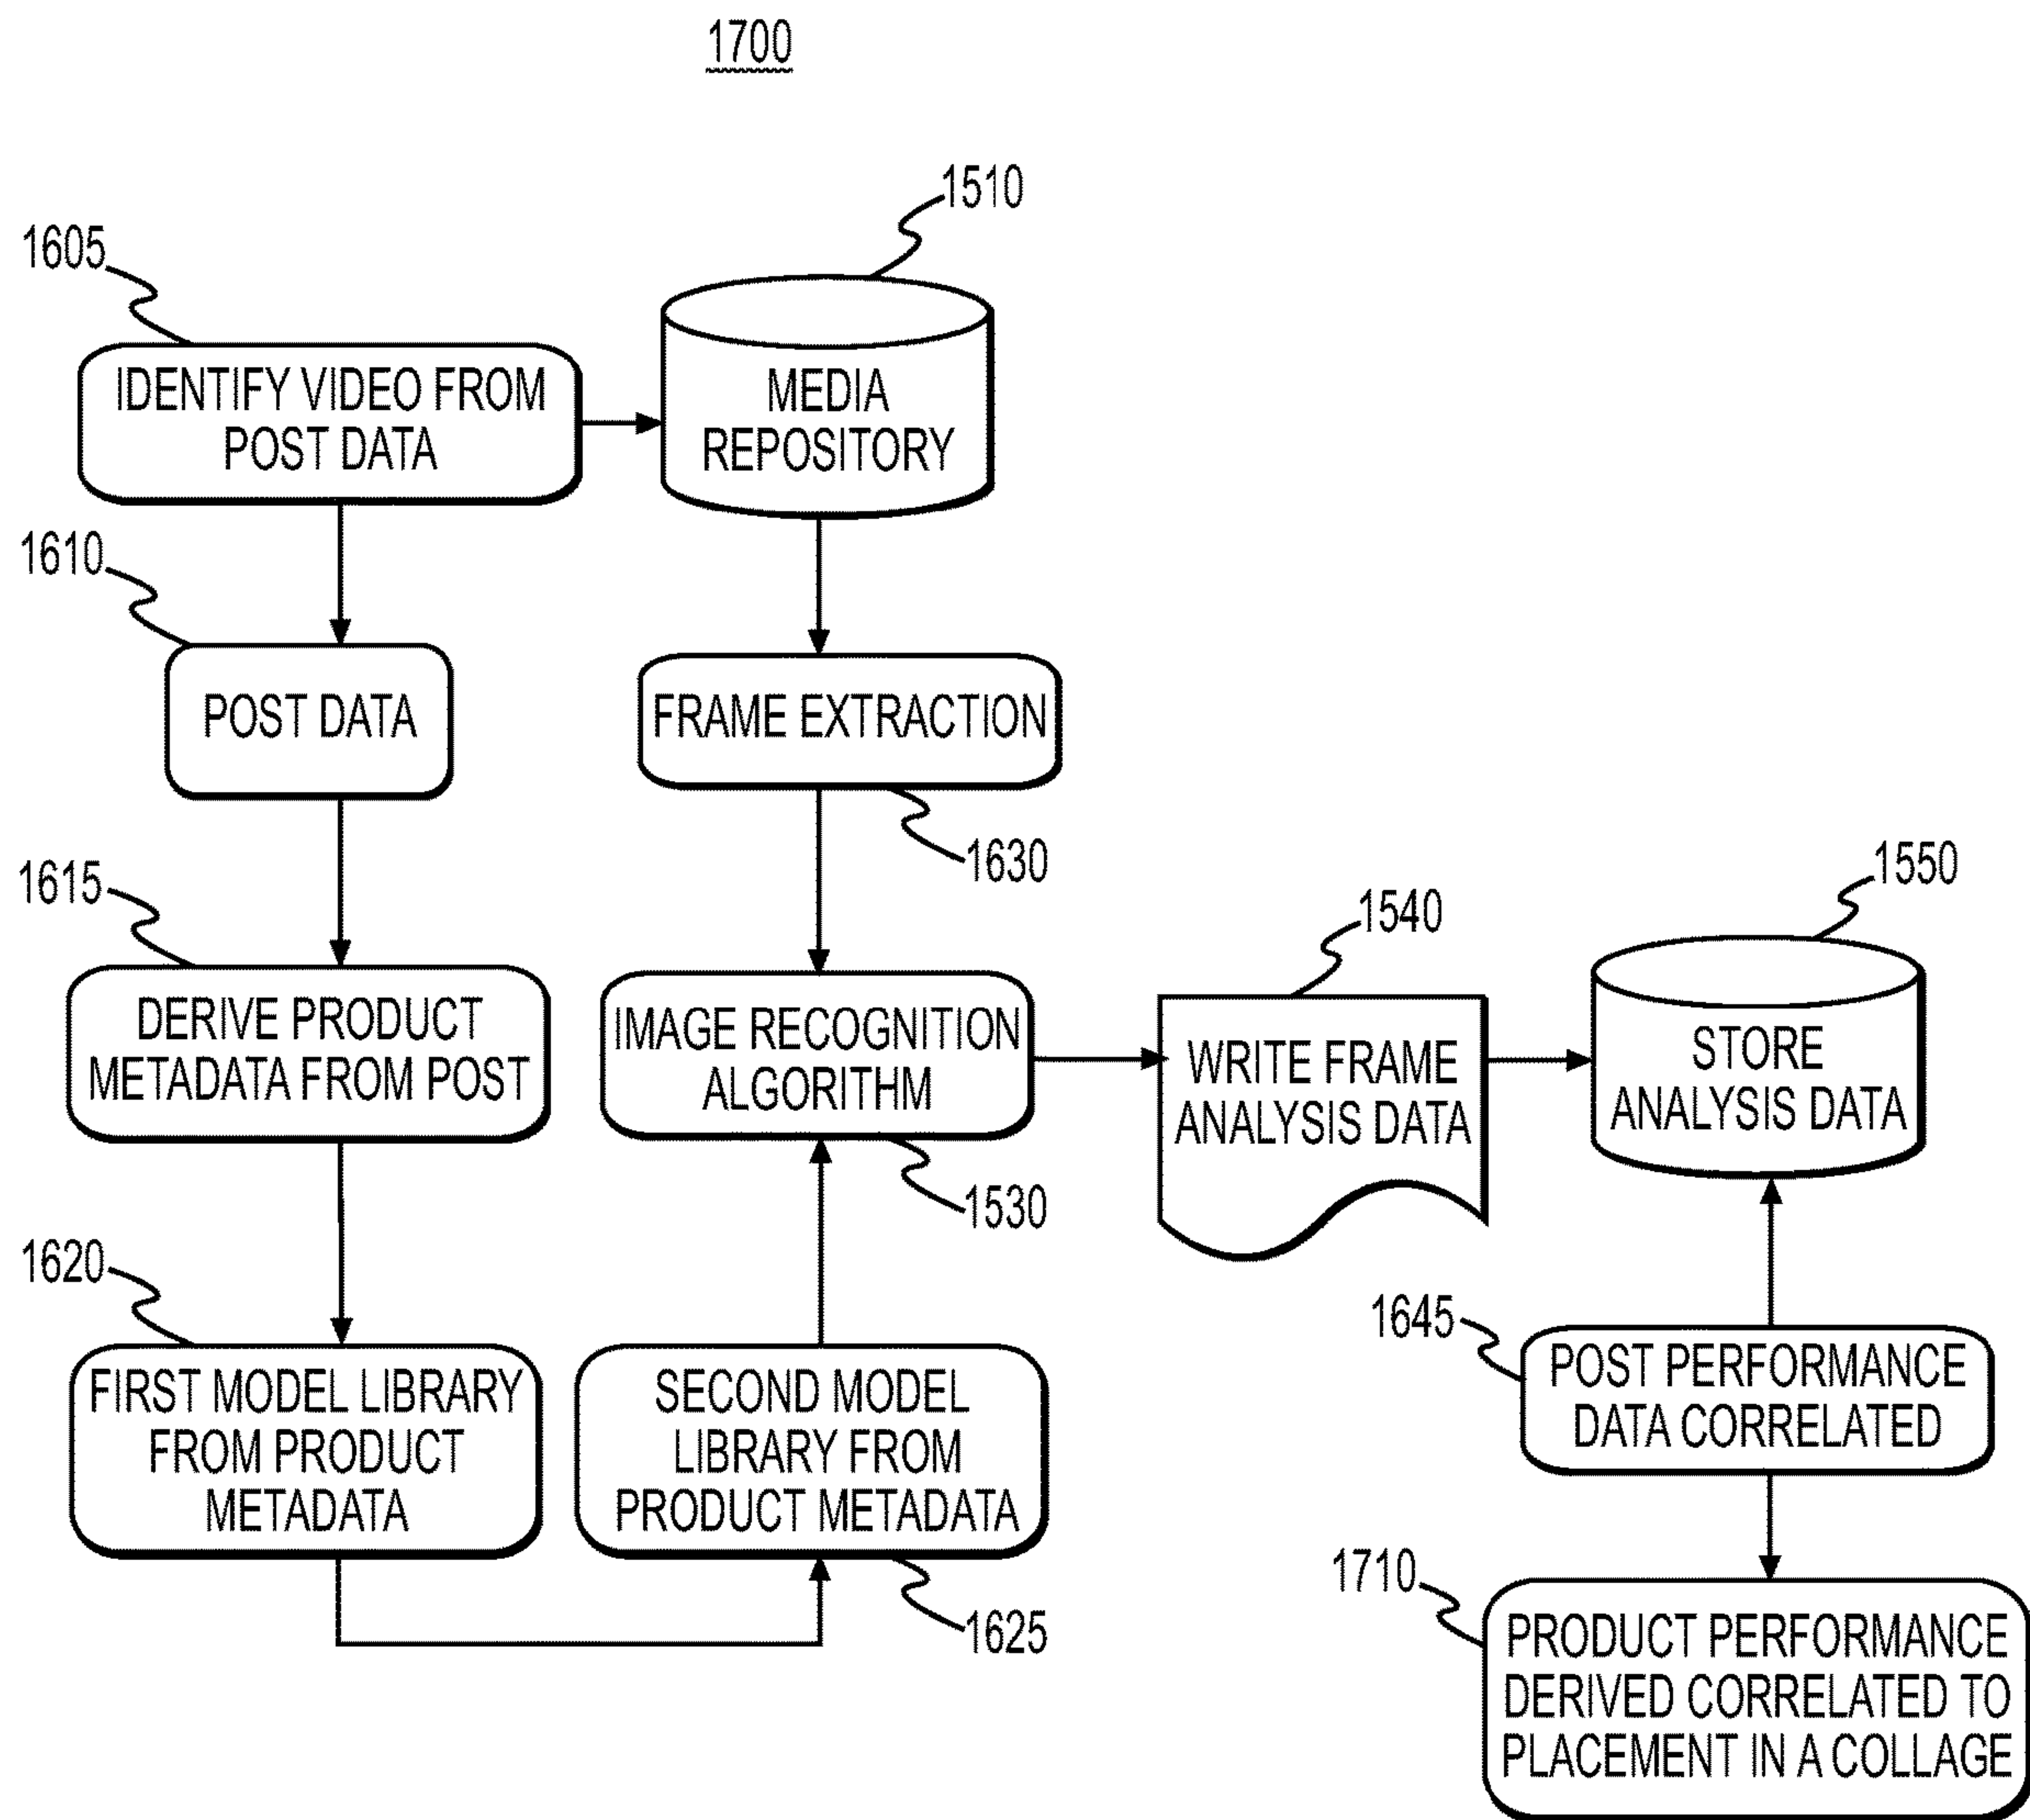 1700
1510
1605
IDENTIFY VIDEO FROM
POST DATA
MEDIA
REPOSITORY
1610
POST DATA
FRAME EXTRACTION
1630
1615
DERIVE PRODUCT
METADATA FROM POST
IMAGE RECOGNITION
ALGORITHM
1530
1540
WRITE FRAME
ANALYSIS DATA
1550
STORE
ANALYSIS DATA
1620
FIRST MODEL LIBRARY
FROM PRODUCT
METADATA
SECOND MODEL
LIBRARY FROM
PRODUCT METADATA
1625
1645
POST PERFORMANCE
DATA CORRELATED
1710
PRODUCT PERFORMANCE
DERIVED CORRELATED TO
PLACEMENT IN A COLLAGE